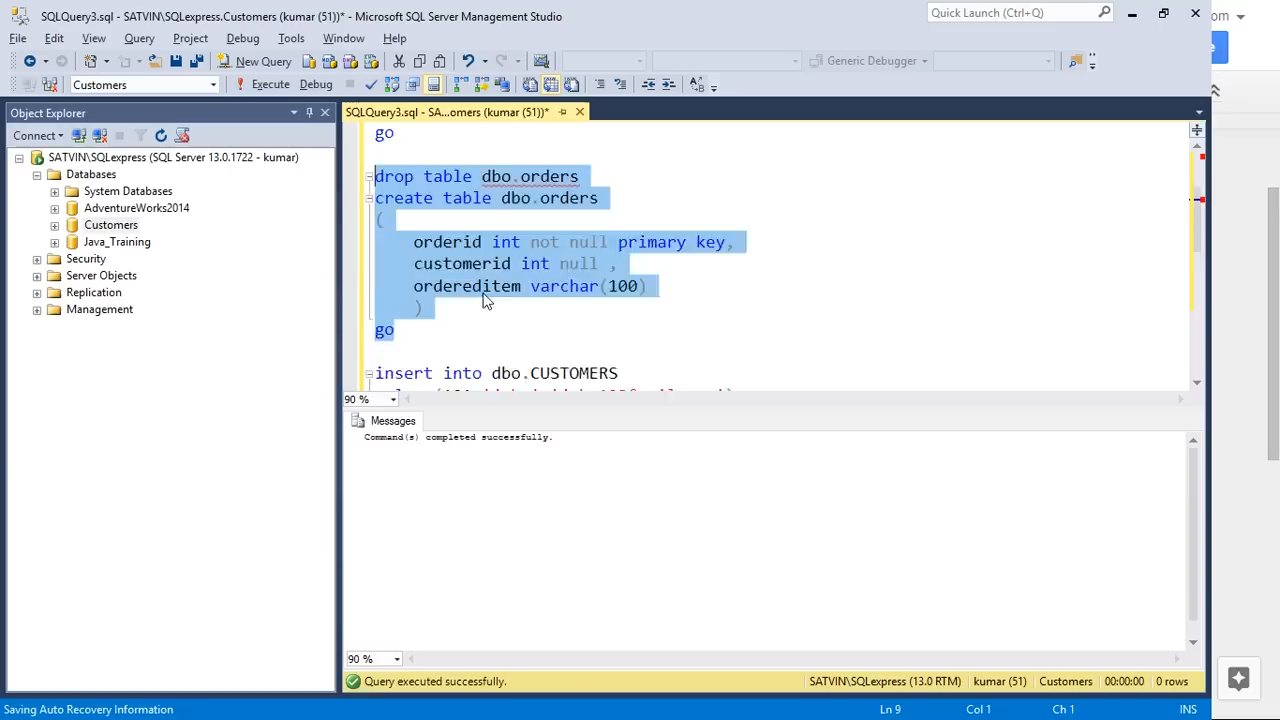 SQLQuery3.sql - SATVIN\SQLexpress.Customers (kumar (51))* - Microsoft SQL Server Management Studio
Quick Launch (Ctrl+Q)
om
File Edit View Query Project Debug Tools Window Help
New Query
Generic Debugger
Customers
Execute Debug
Object Explorer
SQLQuery3.sql - SA...omers (kumar (51))*
Connect
SATVIN\SQLexpress (SQL Server 13.0.1722 - kumar)
Databases
System Databases
AdventureWorks2014
Customers
Java_Training
Security
Server Objects
Replication
Management
go
drop table dbo.orders
create table dbo.orders
(
orderid int not null primary key,
customerid int null ,
ordereditem varchar(100)
)
go
insert into dbo.CUSTOMERS
90 %
Messages
Command(s) completed successfully.
90 %
Query executed successfully.
SATVIN\SQLexpress (13.0 RTM) kumar (51) Customers 00:00:00 0 rows
Saving Auto Recovery Information
Ln 9 Col 1 Ch 1 INS